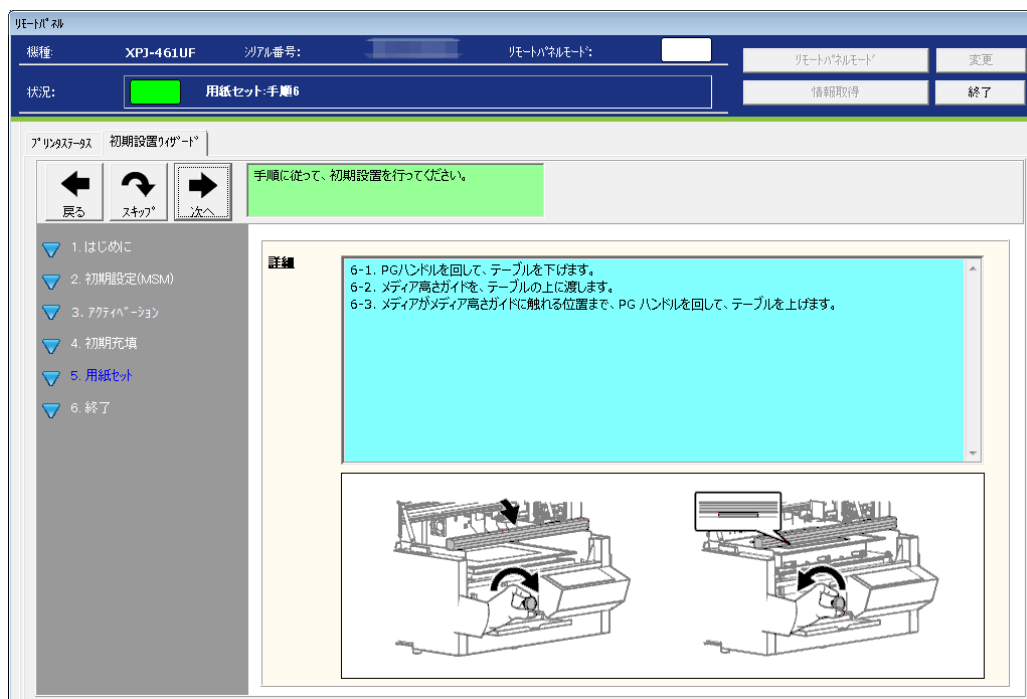 ﾘﾓｰﾄﾊﾟﾈﾙ
機種:
XPJ-461UF
ｼﾘｱﾙ番号:
ﾘﾓｰﾄﾊﾟﾈﾙﾓｰﾄﾞ:
ﾘﾓｰﾄﾊﾟﾈﾙﾓｰﾄﾞ
変更
状況:
用紙セット:手順6
情報取得
終了
ﾌﾟﾘﾝﾀｽﾃｰﾀｽ
初期設置ｳｨｻﾞｰﾄﾞ
戻る
ｽｷｯﾌﾟ
次へ
手順に従って、初期設置を行ってください。
1. はじめに
2. 初期設定(MSM)
3. ｱｸﾃｨﾍﾞｰｼｮﾝ
4. 初期充填
5. 用紙ｾｯﾄ
6. 終了
詳細
6-1. PGハンドルを回して、テーブルを下げます。
6-2. メディア高さガイドを、テーブルの上に渡します。
6-3. メディアがメディア高さガイドに触れる位置まで、PG ハンドルを回して、テーブルを上げます。